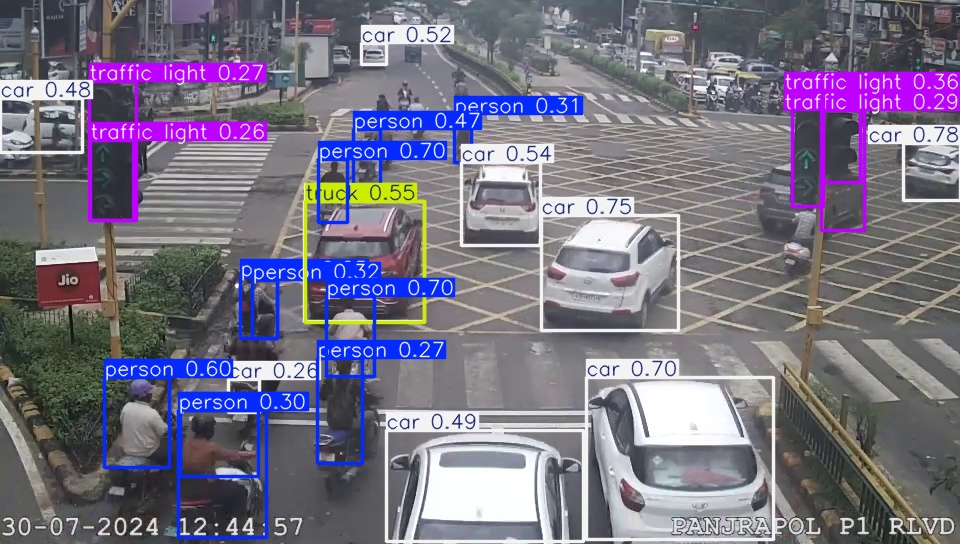 car 0.52
traffic light 0.27
traffic light 0.36
car 0.48
traffic light 0.29
person 0.31
person 0.47
traffic light 0.26
car 0.78
person 0.70
car 0.54
truck 0.55
car 0.75
person 0.32
person 0.70
Jio
person 0.27
person 0.60
car 0.26
car 0.70
person 0.30
car 0.49
30-07-2024 12:44:57
PANJRAPOL P1 RLVD